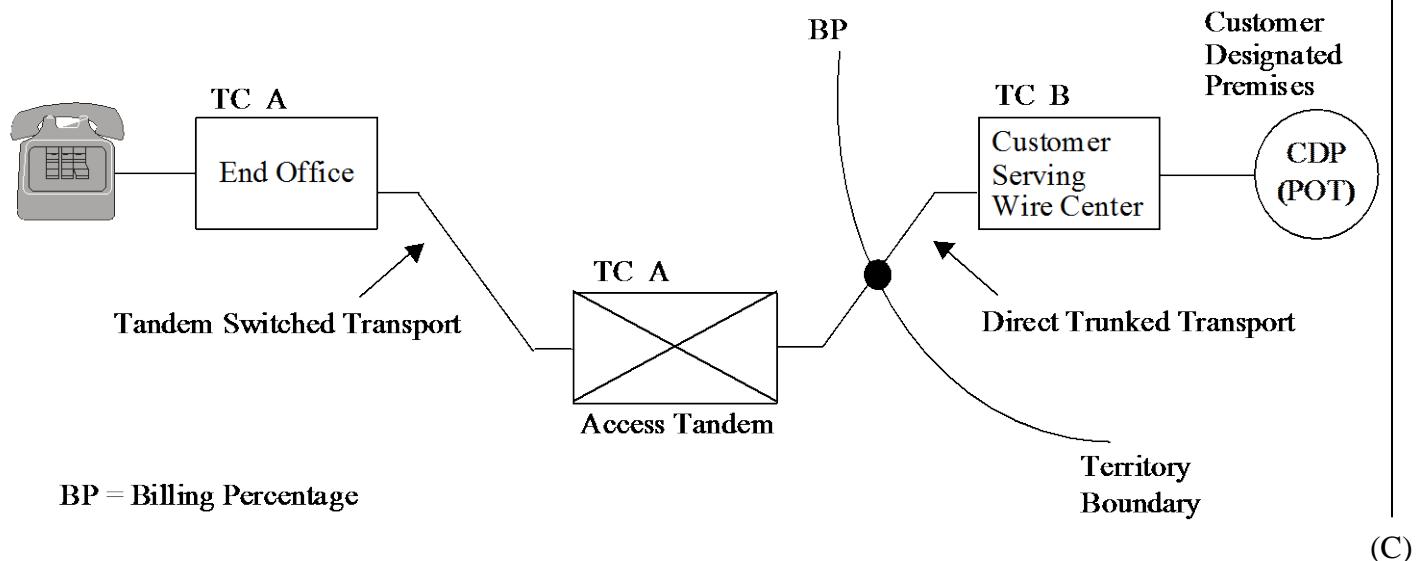 BP
Customer
Designated
Premises
TC A
End Office
TC B
Customer
Serving
Wire Center
CDP
(POT)
TC A
Tandem Switched Transport
Direct Trunked Transport
Access Tandem
Territory
Boundary
BP = Billing Percentage
(C)